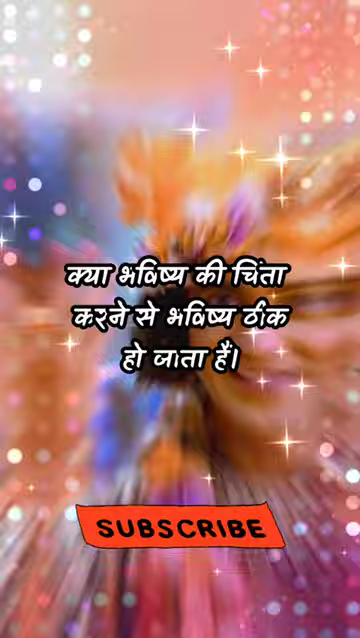 क्या भविष्य की चिंता
करने से भविष्य ठीक
हो जाता हैं।
SUBSCRIBE